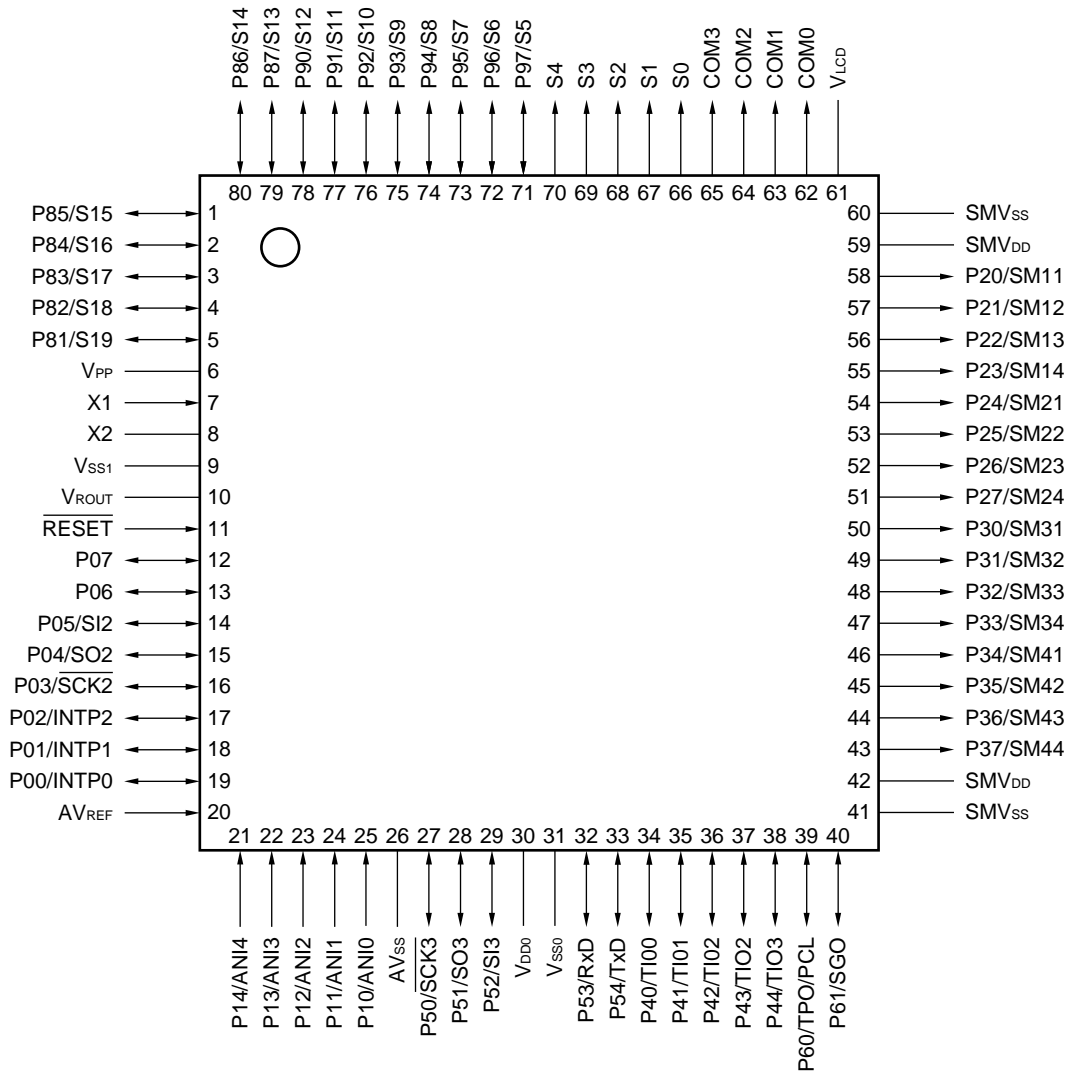 P86/S14
P87/S13
P90/S12
P91/S11
P92/S10
P93/S9
P94/S8
P95/S7
P96/S6
P97/S5
S4
S3
S2
S1
S0
COM3
COM2
COM1
COM0
VLCD
80 79 78 77 76 75 74 73 72 71 70 69 68 67 66 65 64 63 62 61
P85/S15 1
P84/S16 2
P83/S17 3
P82/S18 4
P81/S19 5
VPP 6
X1 7
X2 8
VSS1 9
VROUT 10
RESET 11
P07 12
P06 13
P05/SI2 14
P04/SO2 15
P03/SCK2 16
P02/INTP2 17
P01/INTP1 18
P00/INTP0 19
AVREF 20
60 SMVSS
59 SMVDD
58 P20/SM11
57 P21/SM12
56 P22/SM13
55 P23/SM14
54 P24/SM21
53 P25/SM22
52 P26/SM23
51 P27/SM24
50 P30/SM31
49 P31/SM32
48 P32/SM33
47 P33/SM34
46 P34/SM41
45 P35/SM42
44 P36/SM43
43 P37/SM44
42 SMVDD
41 SMVSS
21 22 23 24 25 26 27 28 29 30 31 32 33 34 35 36 37 38 39 40
P14/ANI4
P13/ANI3
P12/ANI2
P11/ANI1
P10/ANI0
AVSS
P50/SCK3
P51/SO3
P52/SI3
VDD0
VSS0
P53/RxD
P54/TxD
P40/TI00
P41/TI01
P42/TI02
P43/TIO2
P44/TIO3
P60/TPO/PCL
P61/SGO